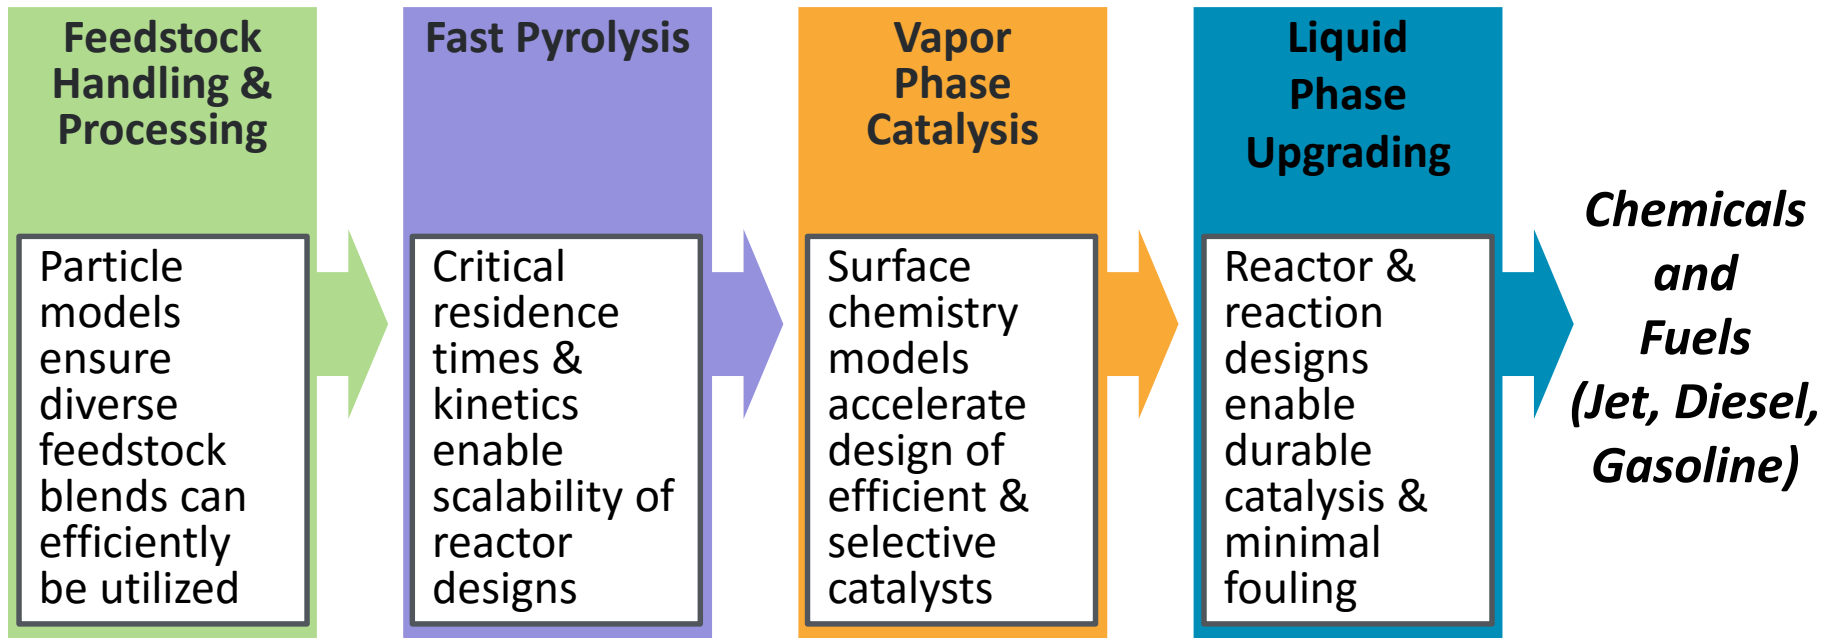 Feedstock
Handling &
Processing
Particle
models
ensure
diverse
feedstock
blends can
efficiently
be utilized
Fast Pyrolysis
Critical
residence
times &
kinetics
enable
scalability of
reactor
designs
Vapor
Phase
Catalysis
Surface
chemistry
models
accelerate
design of
efficient &
selective
catalysts
Liquid
Phase
Upgrading
Reactor &
reaction
designs
enable
durable
catalysis &
minimal
fouling
Chemicals
and
Fuels
(Jet, Diesel,
Gasoline)